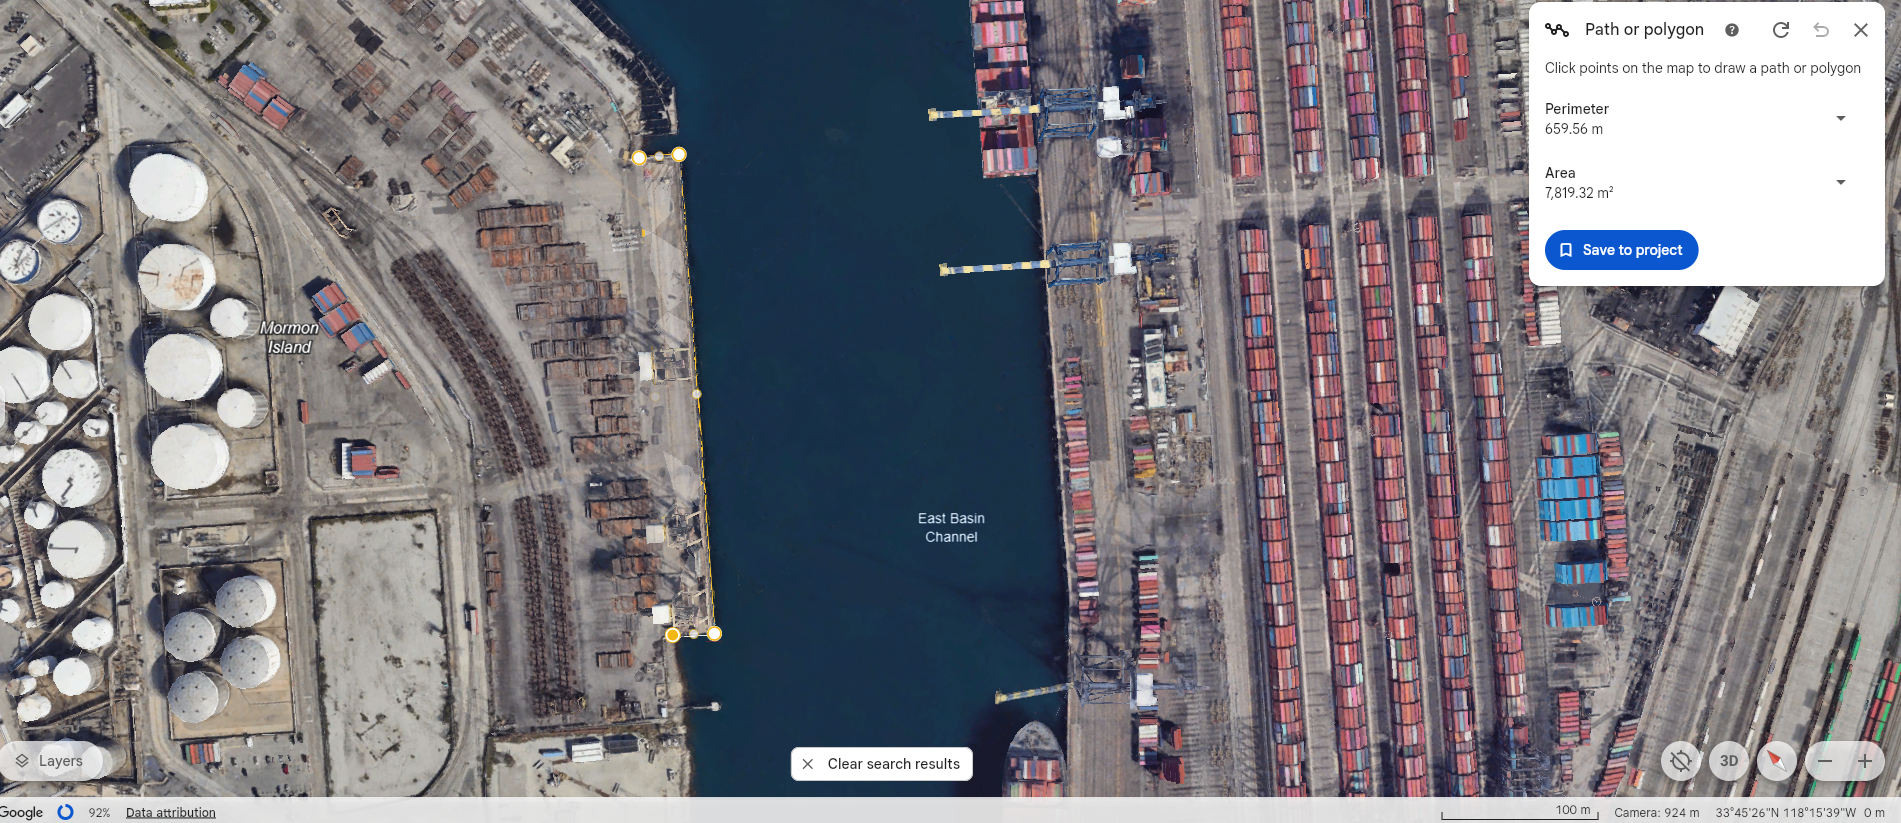 Path or polygon
Click points on the map to draw a path or polygon
Perimeter
659.56 m
Area
7,819.32 m²
Save to project
Mormon
Island
East Basin
Channel
Layers
3D
Clear search results
Google
92%
Data attribution
100 m
Camera: 924 m
33°45'26"N 118°15'39"W
0 m